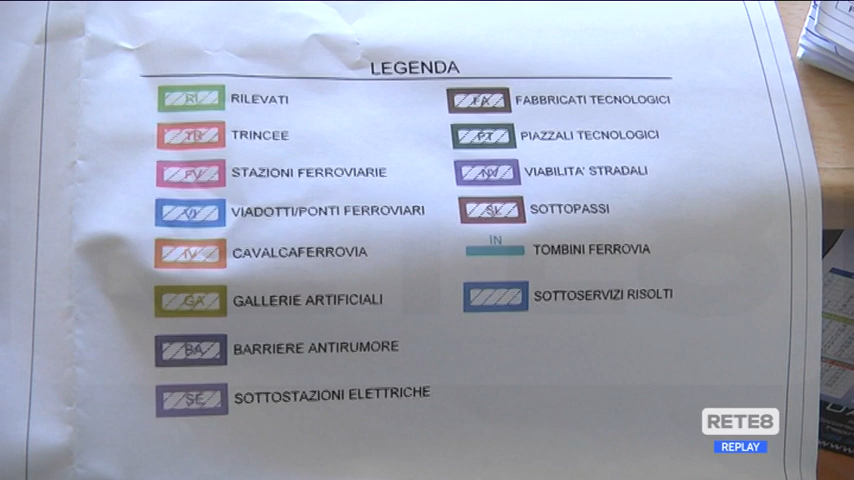 LEGENDA
RI RILEVATI
TR TRINCEE
FV STAZIONI FERROVIARIE
VI VIADOTTI/PONTI FERROVIARI
IV CAVALCAFERROVIA
GA GALLERIE ARTIFICIALI
BA BARRIERE ANTIRUMORE
SE SOTTOSTAZIONI ELETTRICHE
FA FABBRICATI TECNOLOGICI
PT PIAZZALI TECNOLOGICI
NV VIABILITA' STRADALI
SL SOTTOPASSI
IN TOMBINI FERROVIA
SOTTOSERVIZI RISOLTI
RETE8
REPLAY